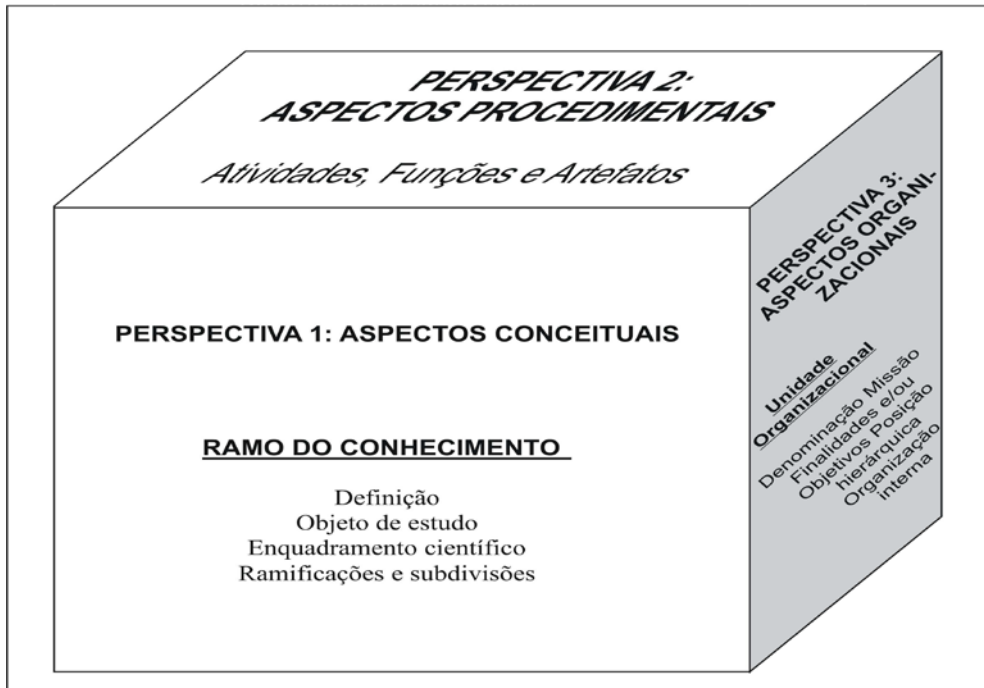 PERSPECTIVA 2:
ASPECTOS PROCEDIMENTAIS
Atividades, Funções e Artefatos
PERSPECTIVA 1: ASPECTOS CONCEITUAIS
RAMO DO CONHECIMENTO
Definição
Objeto de estudo
Enquadramento científico
Ramificações e subdivisões
PERSPECTIVA 3:
ASPECTOS ORGANI-
ZACIONAIS
Unidade
Organizacional
Denominação Missão
Finalidades e/ou
Objetivos Posição
hierárquica
Organização
interna